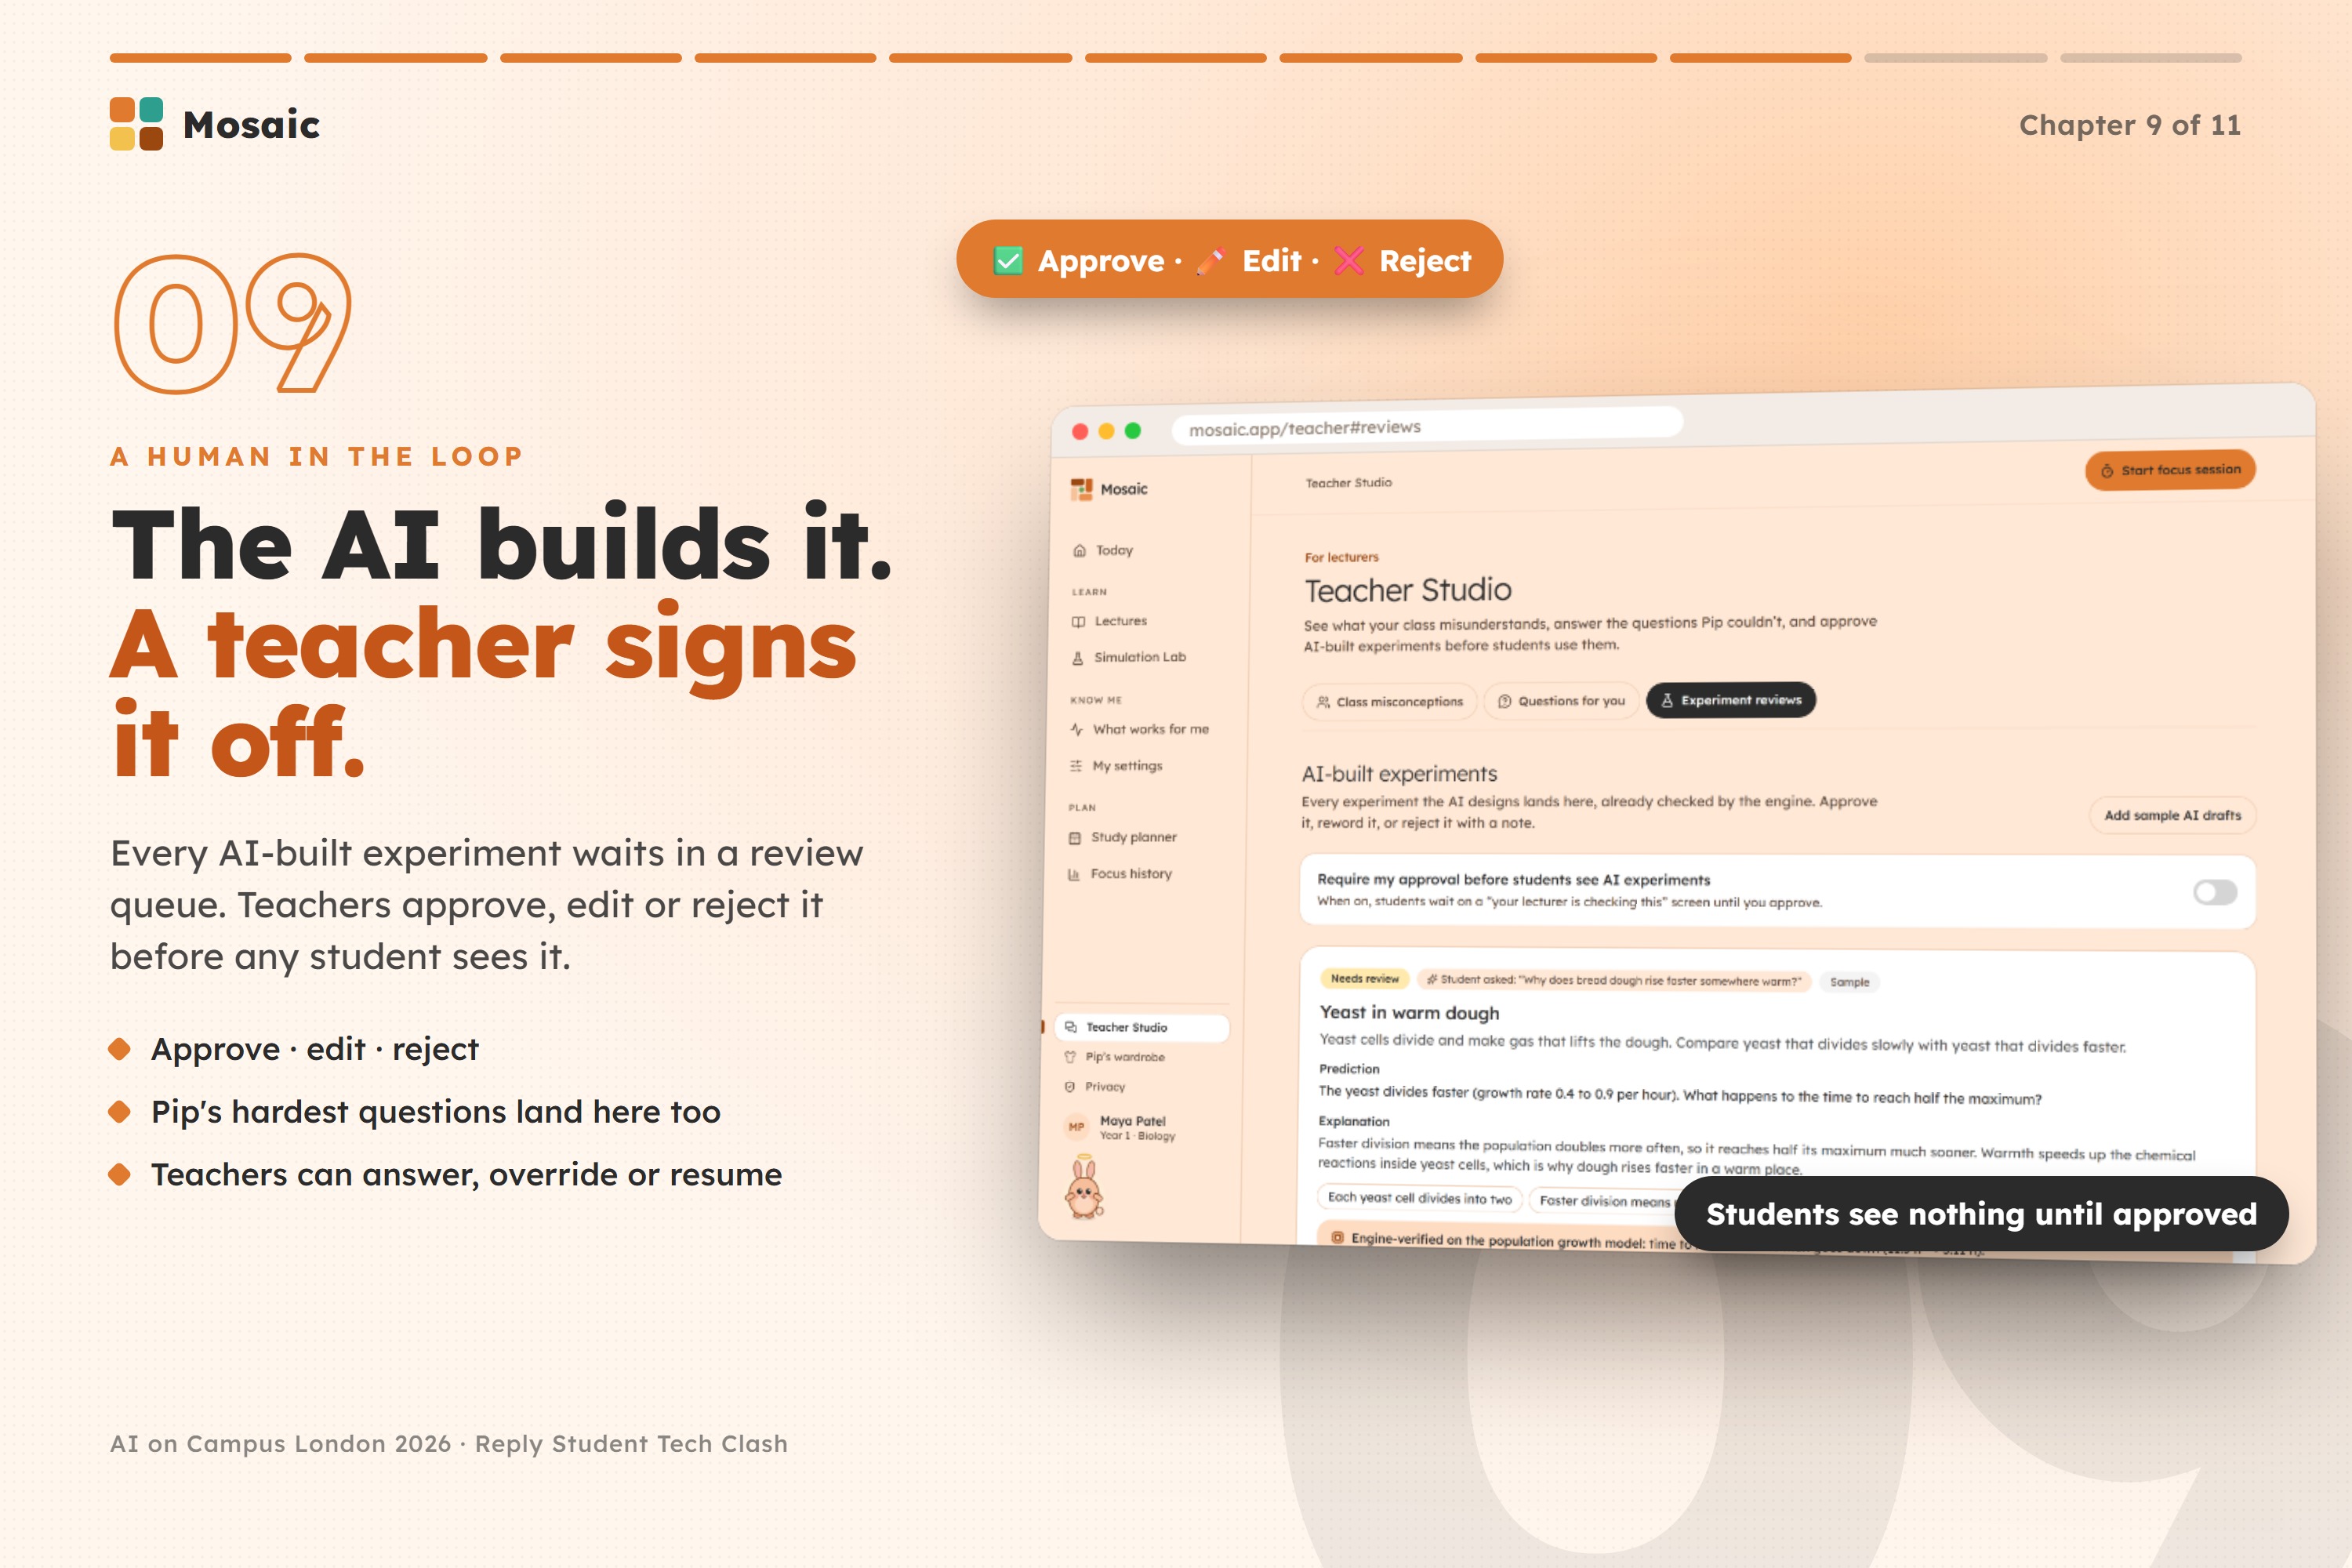 Mosaic
Chapter 9 of 11
09
A HUMAN IN THE LOOP
The AI builds it.
A teacher signs
it off.
Every AI-built experiment waits in a review
queue. Teachers approve, edit or reject it
before any student sees it.
Approve · edit · reject
Pip's hardest questions land here too
Teachers can answer, override or resume
AI on Campus London 2026 · Reply Student Tech Clash
✅ Approve · ✏️ Edit · ❌ Reject
mosaic.app/teacher#reviews
Mosaic
Today
LEARN
Lectures
Simulation Lab
KNOW ME
What works for me
My settings
PLAN
Study planner
Focus history
Teacher Studio
Pip's wardrobe
Privacy
MP
Maya Patel
Year 1 · Biology
Teacher Studio
Start focus session
For lecturers
Teacher Studio
See what your class misunderstands, answer the questions Pip couldn't, and approve
AI-built experiments before students use them.
Class misconceptions
Questions for you
Experiment reviews
AI-built experiments
Every experiment the AI designs lands here, already checked by the engine. Approve
it, reword it, or reject it with a note.
Add sample AI drafts
Require my approval before students see AI experiments
When on, students wait on a "your lecturer is checking this" screen until you approve.
Needs review
Student asked: "Why does bread dough rise faster somewhere warm?"
Sample
Yeast in warm dough
Yeast cells divide and make gas that lifts the dough. Compare yeast that divides slowly with yeast that divides faster.
Prediction
The yeast divides faster (growth rate 0.4 to 0.9 per hour). What happens to the time to reach half the maximum?
Explanation
Faster division means the population doubles more often, so it reaches half its maximum much sooner. Warmth speeds up the chemical
reactions inside yeast cells, which is why dough rises faster in a warm place.
Each yeast cell divides into two
Faster division means
Engine-verified on the population growth model: time to
Students see nothing until approved
09